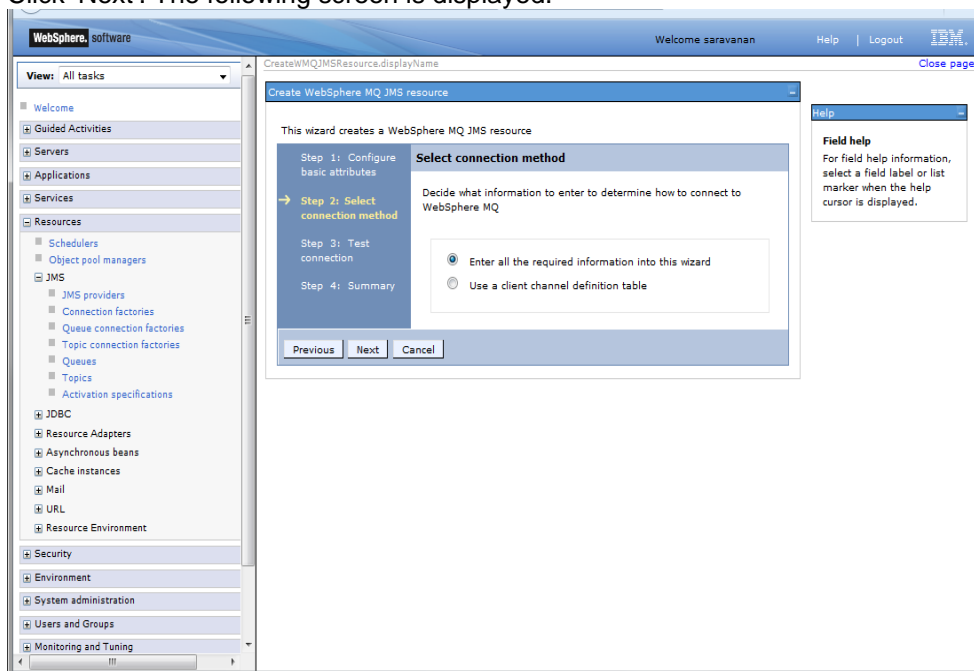 Click 'Next'. The following screen is displayed.
WebSphere. software
Welcome saravanan
Help | Logout
IBM.
View: All tasks
CreateWMQJMSResource.displayName
Close page
Welcome
Guided Activities
Servers
Applications
Services
Resources
Schedulers
Object pool managers
JMS
JMS providers
Connection factories
Queue connection factories
Topic connection factories
Queues
Topics
Activation specifications
JDBC
Resource Adapters
Asynchronous beans
Cache instances
Mail
URL
Resource Environment
Security
Environment
System administration
Users and Groups
Monitoring and Tuning
Create WebSphere MQ JMS resource
This wizard creates a WebSphere MQ JMS resource
Step 1: Configure
basic attributes
Step 2: Select
connection method
Step 3: Test
connection
Step 4: Summary
Select connection method
Decide what information to enter to determine how to connect to
WebSphere MQ
Enter all the required information into this wizard
Use a client channel definition table
Previous Next Cancel
Help
Field help
For field help information,
select a field label or list
marker when the help
cursor is displayed.